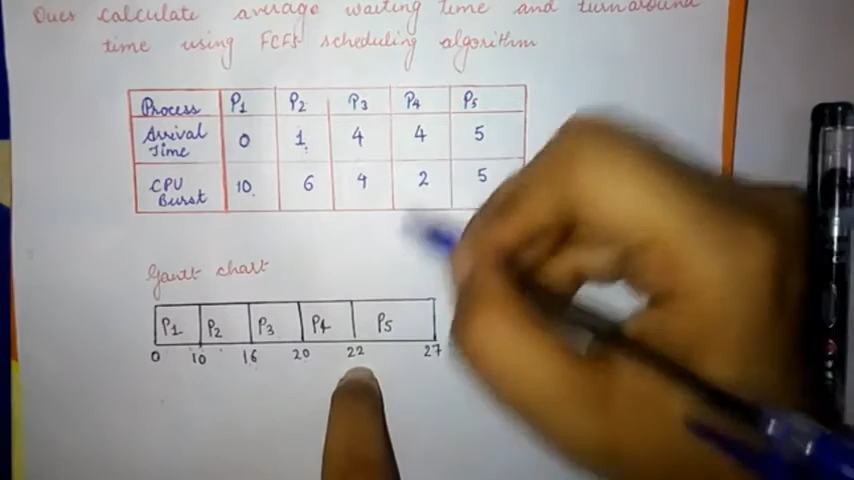 Ques calculate average waiting time and turnaround
time using FCFS scheduling algorithm
Process P1 P2 P3 P4 P5
Arrival Time 0 1 4 4 5
CPU Burst 10 6 4 2 5
Gantt chart
P1 P2 P3 P4 P5
0 10 16 20 22 27